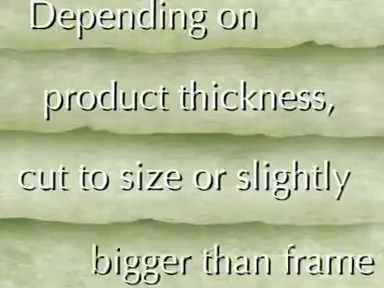 Depending on
product thickness,
cut to size or slightly
bigger than frame